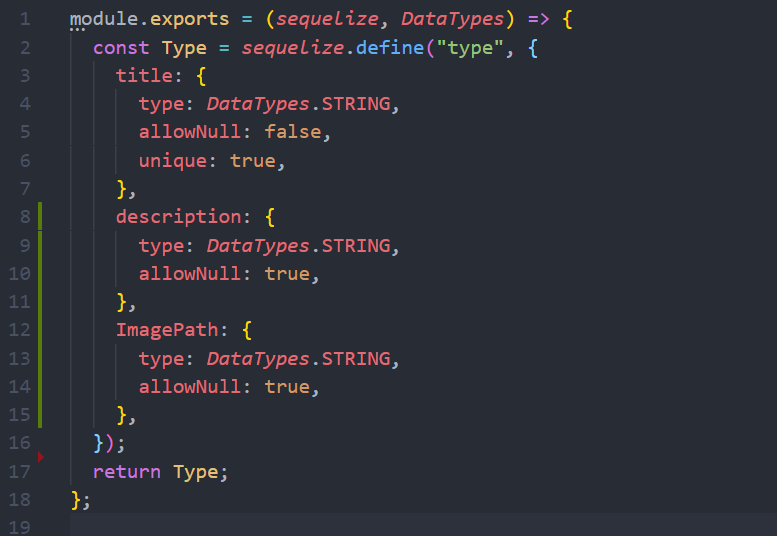 1 module.exports = (sequelize, DataTypes) => {
2   const Type = sequelize.define("type", {
3     title: {
4       type: DataTypes.STRING,
5       allowNull: false,
6       unique: true,
7     },
8     description: {
9       type: DataTypes.STRING,
10       allowNull: true,
11     },
12     ImagePath: {
13       type: DataTypes.STRING,
14       allowNull: true,
15     },
16   });
17   return Type;
18 };
19